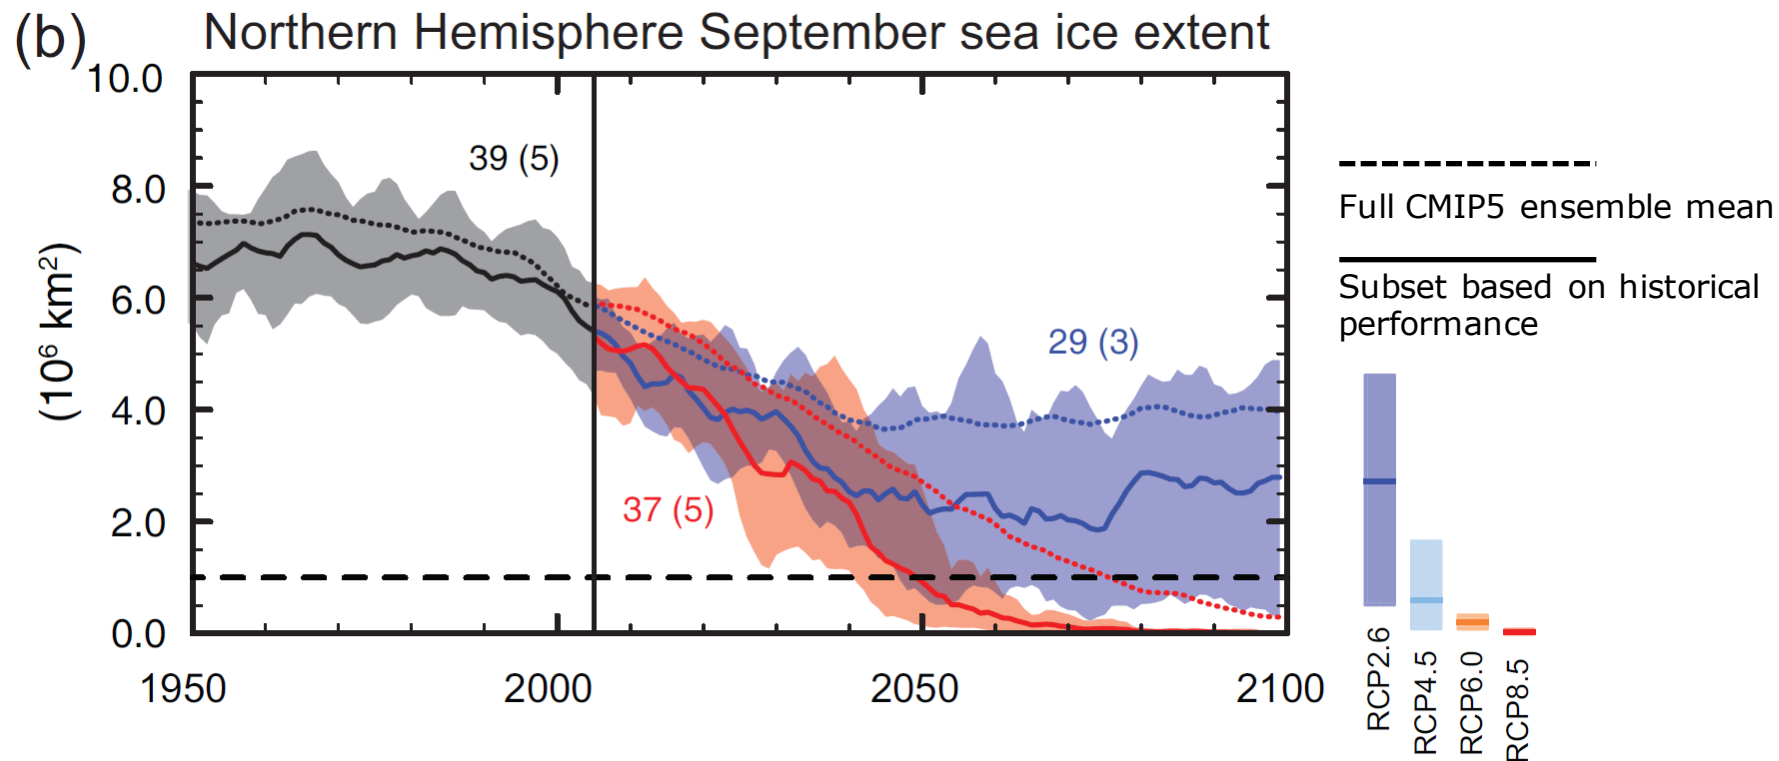 (b) Northern Hemisphere September sea ice extent
10.0
8.0
6.0
4.0
2.0
0.0
(10⁶ km²)
39 (5)
29 (3)
37 (5)
1950
2000
2050
2100
Full CMIP5 ensemble mean
Subset based on historical
performance
RCP2.6
RCP4.5
RCP6.0
RCP8.5